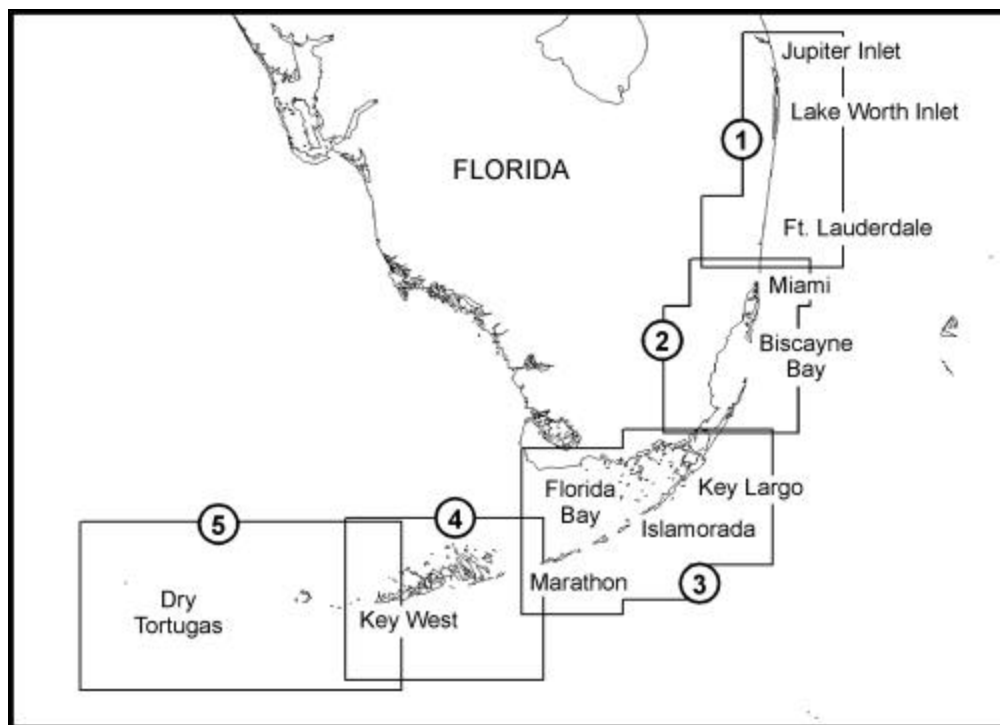 Jupiter Inlet
Lake Worth Inlet
1
FLORIDA
Ft. Lauderdale
Miami
2
Biscayne
Bay
Florida
Bay
Key Largo
Islamorada
5
4
Marathon
3
Dry
Tortugas
Key West